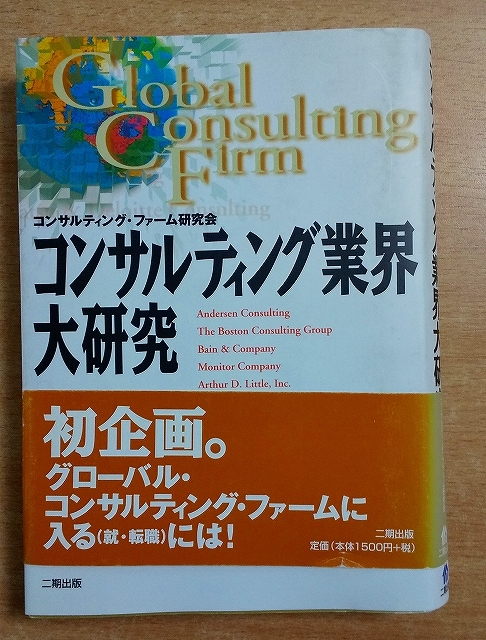 Global
Consulting
Firm
コンサルティング・ファーム研究会
コンサルティング業界
大研究
Andersen Consulting
The Boston Consulting Group
Bain & Company
Monitor Company
Arthur D. Little, Inc.
初企画。
グローバル・
コンサルティング・ファームに
入る(就・転職)には!
二期出版
定価(本体1500円+税)
二期出版